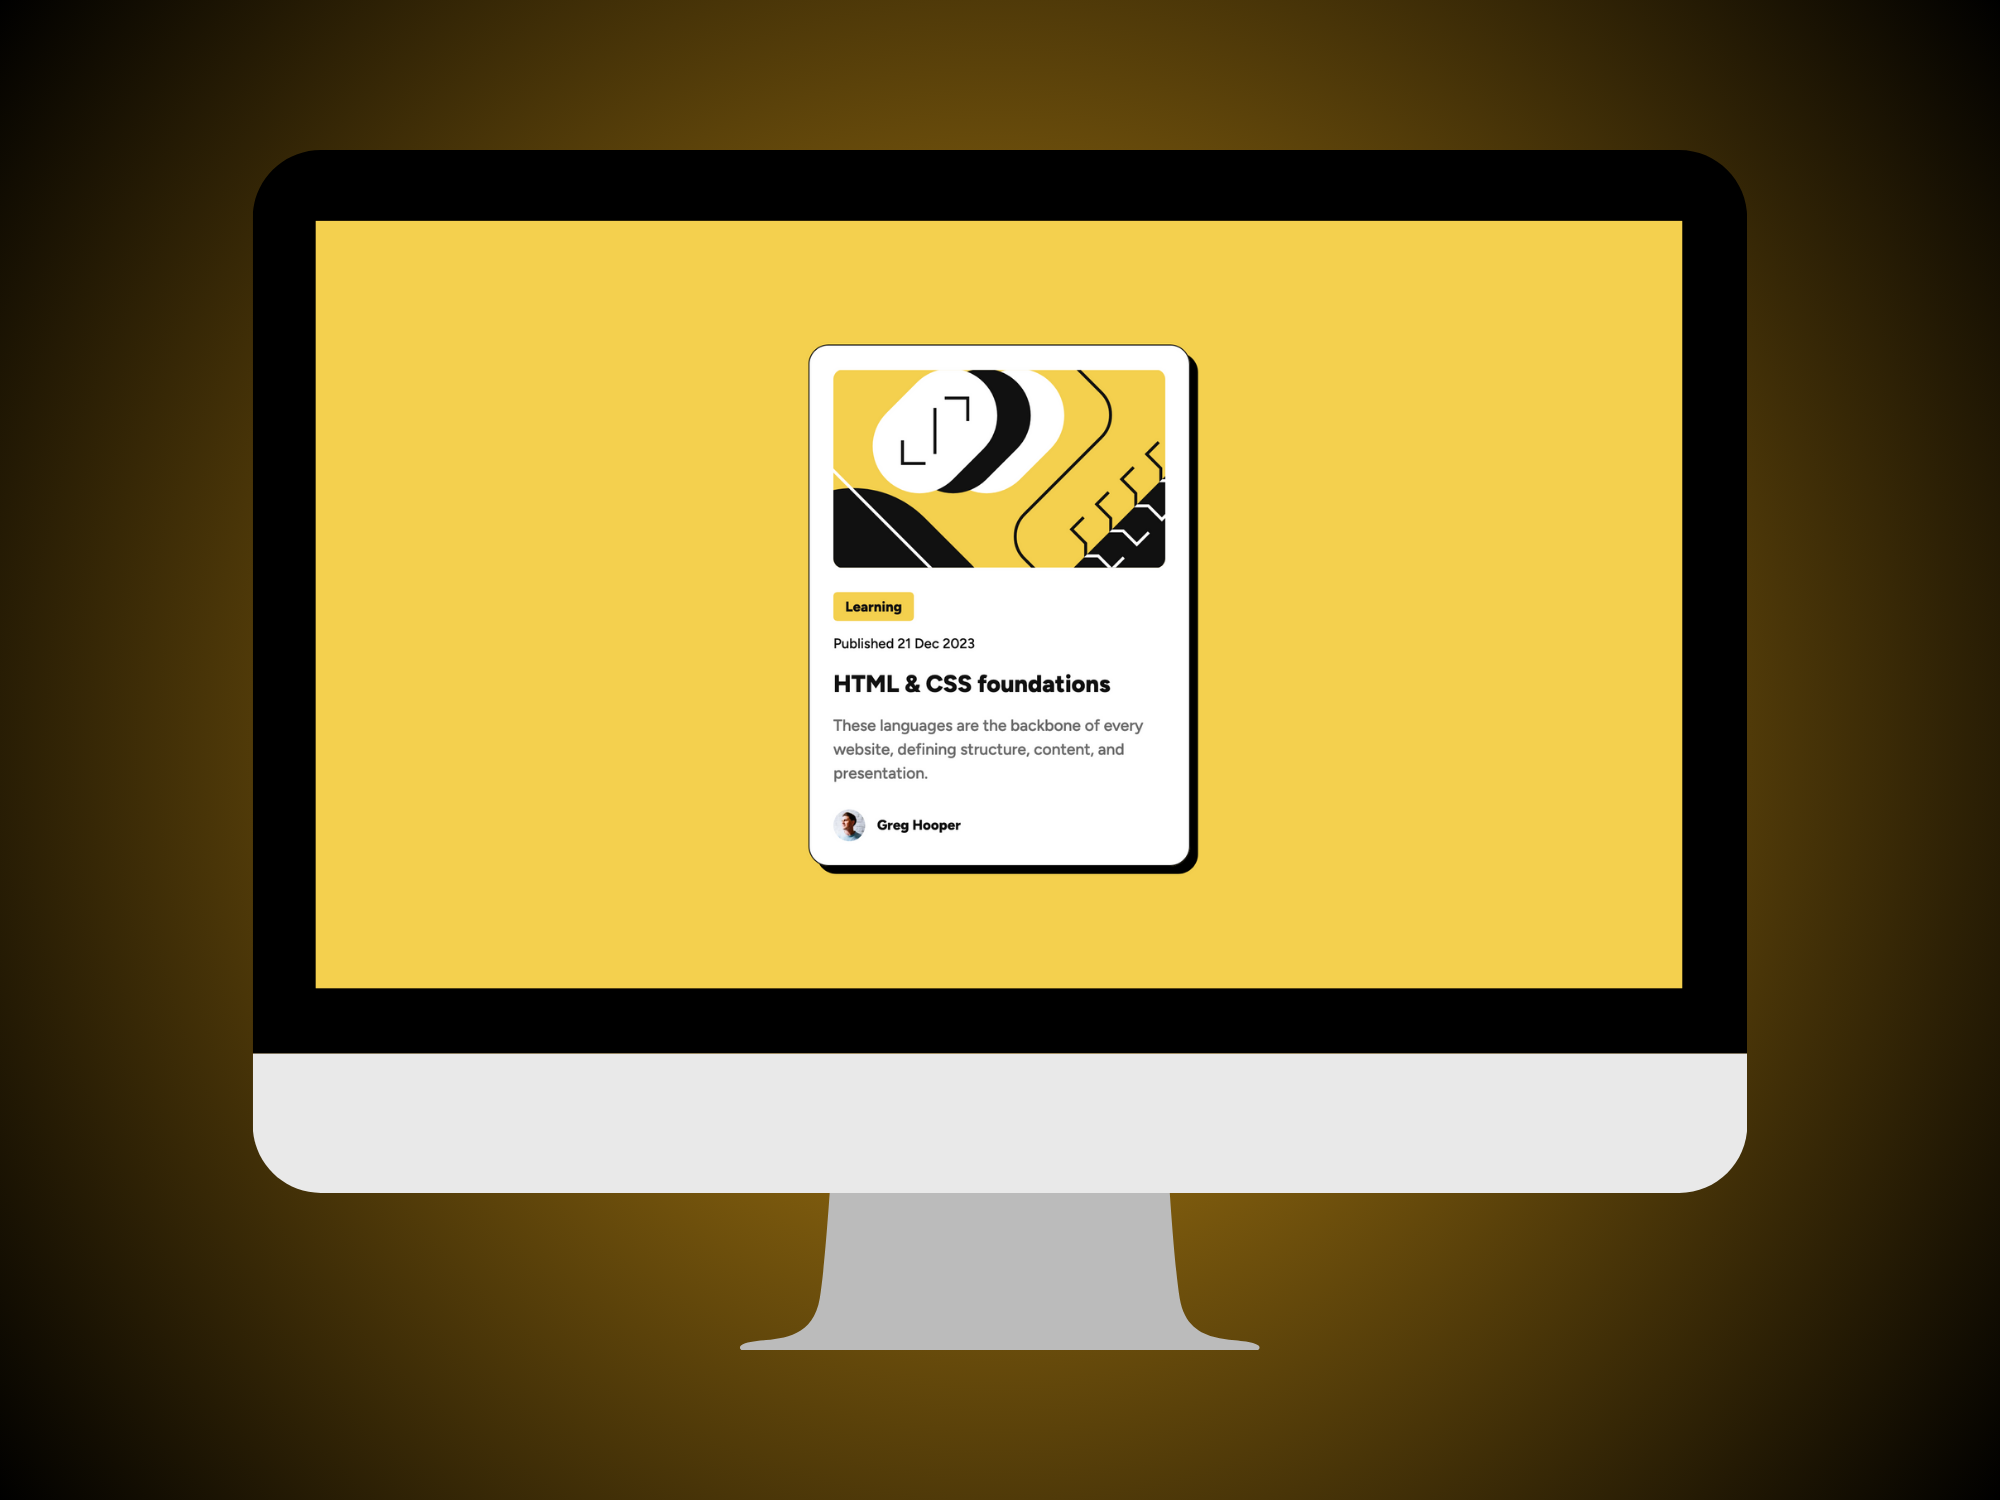 Learning
Published 21 Dec 2023
HTML & CSS foundations
These languages are the backbone of every
website, defining structure, content, and
presentation.
Greg Hooper